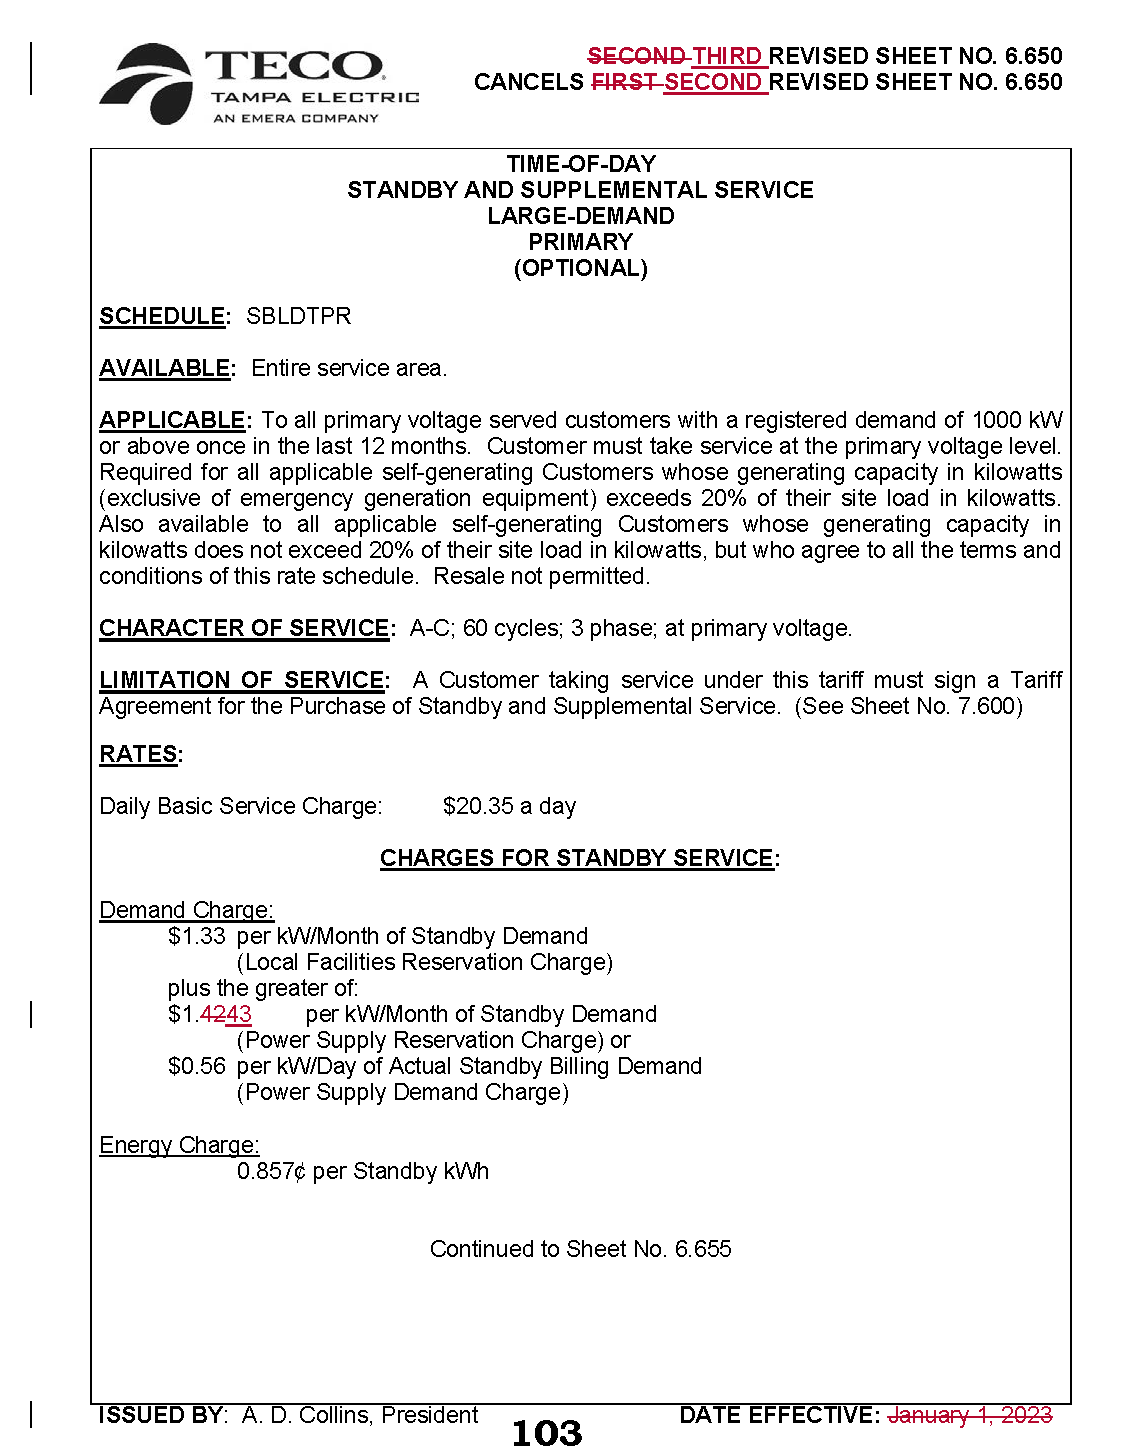 TECO
TAMPA ELECTRIC
AN EMERA COMPANY
SECOND THIRD REVISED SHEET NO. 6.650
CANCELS FIRST SECOND REVISED SHEET NO. 6.650
TIME-OF-DAY
STANDBY AND SUPPLEMENTAL SERVICE
LARGE-DEMAND
PRIMARY
(OPTIONAL)
SCHEDULE: SBLDTPR
AVAILABLE: Entire service area.
APPLICABLE: To all primary voltage served customers with a registered demand of 1000 kW
or above once in the last 12 months. Customer must take service at the primary voltage level.
Required for all applicable self-generating Customers whose generating capacity in kilowatts
(exclusive of emergency generation equipment) exceeds 20% of their site load in kilowatts.
Also available to all applicable self-generating Customers whose generating capacity in
kilowatts does not exceed 20% of their site load in kilowatts, but who agree to all the terms and
conditions of this rate schedule. Resale not permitted.
CHARACTER OF SERVICE: A-C; 60 cycles; 3 phase; at primary voltage.
LIMITATION OF SERVICE: A Customer taking service under this tariff must sign a Tariff
Agreement for the Purchase of Standby and Supplemental Service. (See Sheet No. 7.600)
RATES:
Daily Basic Service Charge: $20.35 a day
CHARGES FOR STANDBY SERVICE:
Demand Charge:
$1.33 per kW/Month of Standby Demand
(Local Facilities Reservation Charge)
plus the greater of:
$1.4243 per kW/Month of Standby Demand
(Power Supply Reservation Charge) or
$0.56 per kW/Day of Actual Standby Billing Demand
(Power Supply Demand Charge)
Energy Charge:
0.857¢ per Standby kWh
Continued to Sheet No. 6.655
ISSUED BY: A. D. Collins, President
DATE EFFECTIVE: January 1, 2023
103